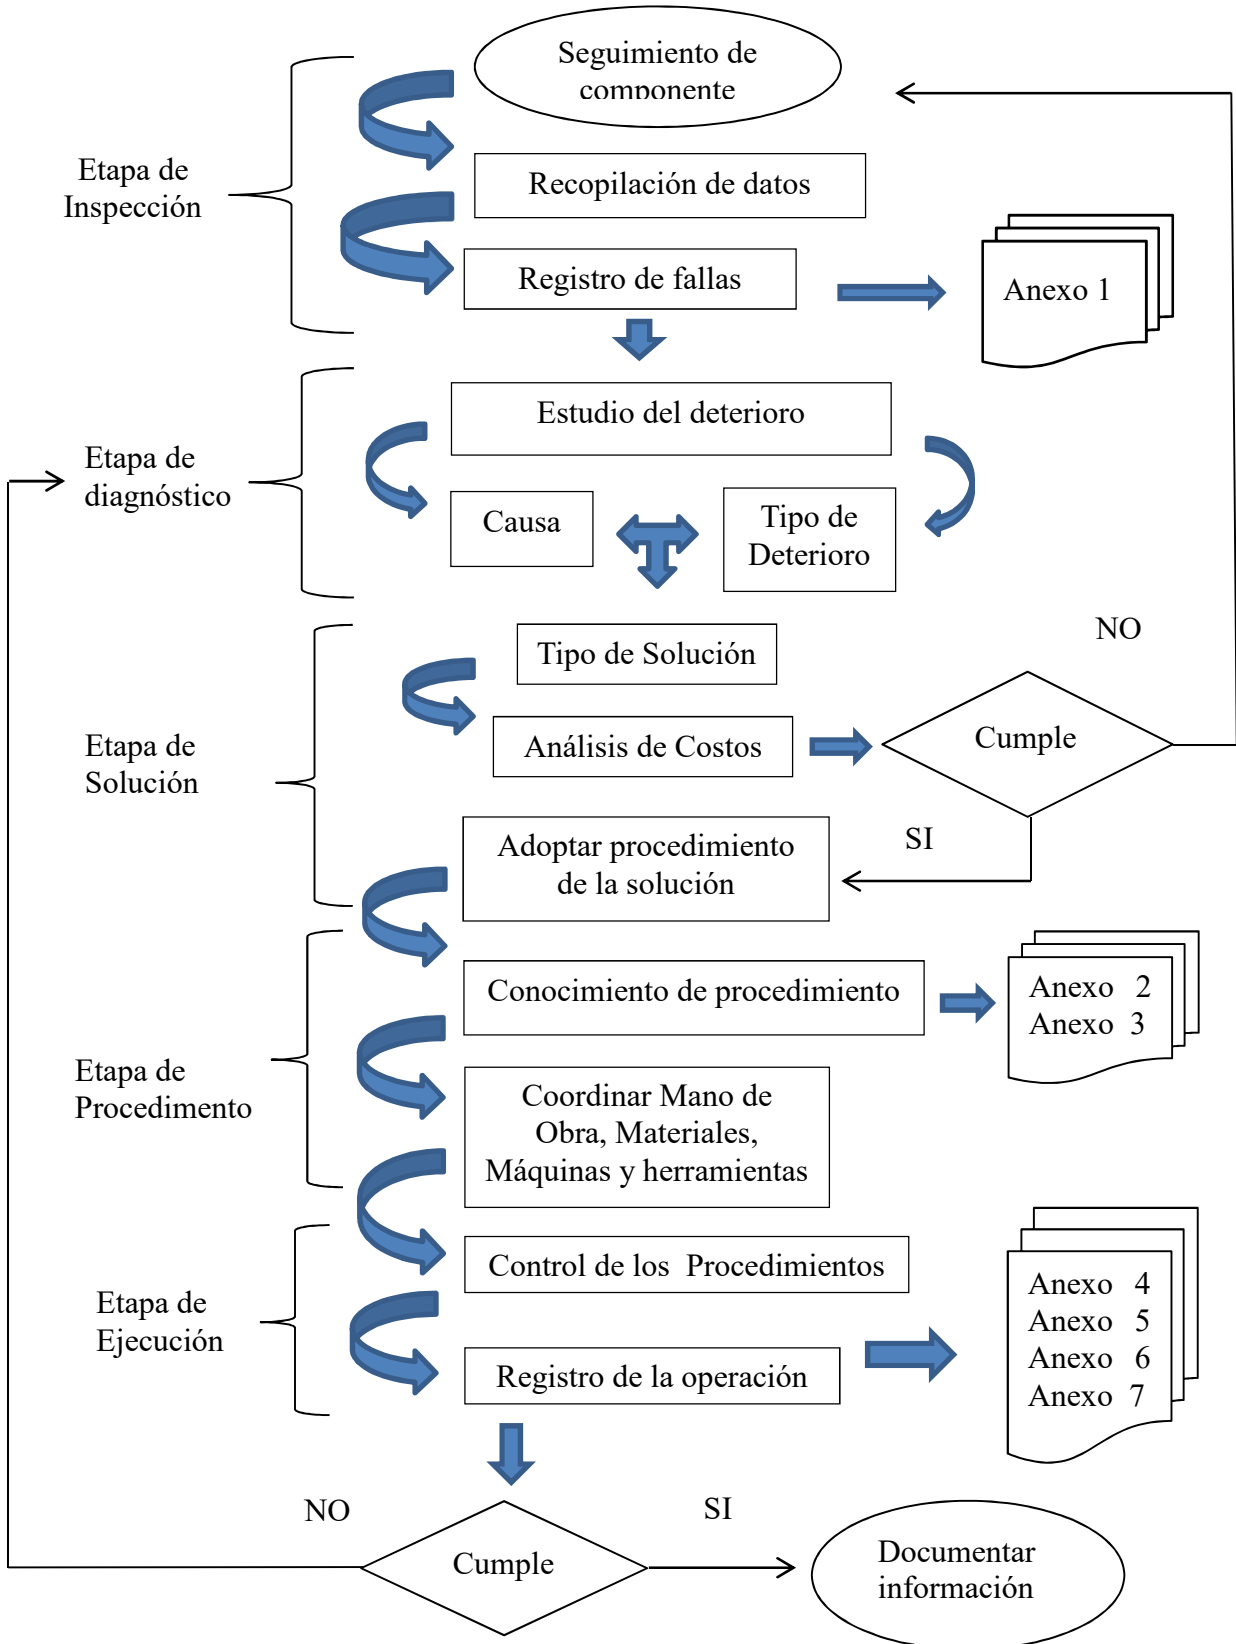 Seguimiento de
componente
Etapa de
Inspección
Recopilación de datos
Registro de fallas
Anexo 1
Estudio del deterioro
Etapa de
diagnóstico
Causa
Tipo de
Deterioro
NO
Tipo de Solución
Etapa de
Solución
Análisis de Costos
Cumple
SI
Adoptar procedimiento
de la solución
Conocimiento de procedimiento
Anexo 2
Anexo 3
Etapa de
Procedimento
Coordinar Mano de
Obra, Materiales,
Máquinas y herramientas
Control de los Procedimientos
Etapa de
Ejecución
Anexo 4
Anexo 5
Anexo 6
Anexo 7
Registro de la operación
NO
SI
Cumple
Documentar
información